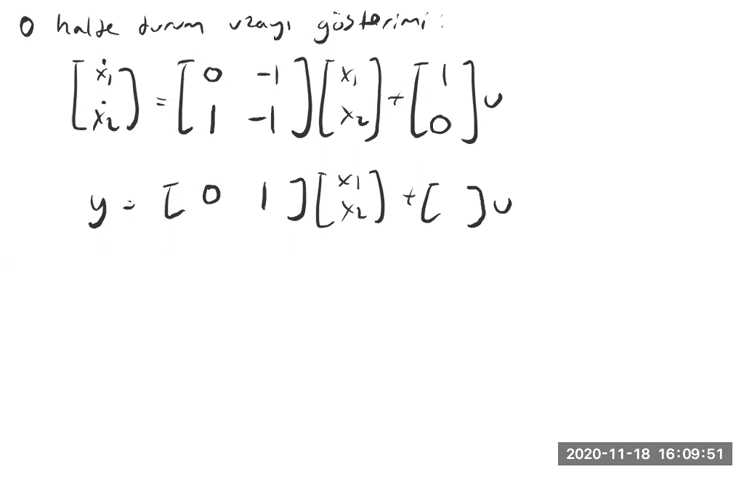 O halde durum uzayı gösterimi:
[ẋ1 ẋ2] = [0 -1 1 -1] [x1 x2] + [1 0] u
y = [0 1] [x1 x2] + [ ] u
2020-11-18 16:09:51